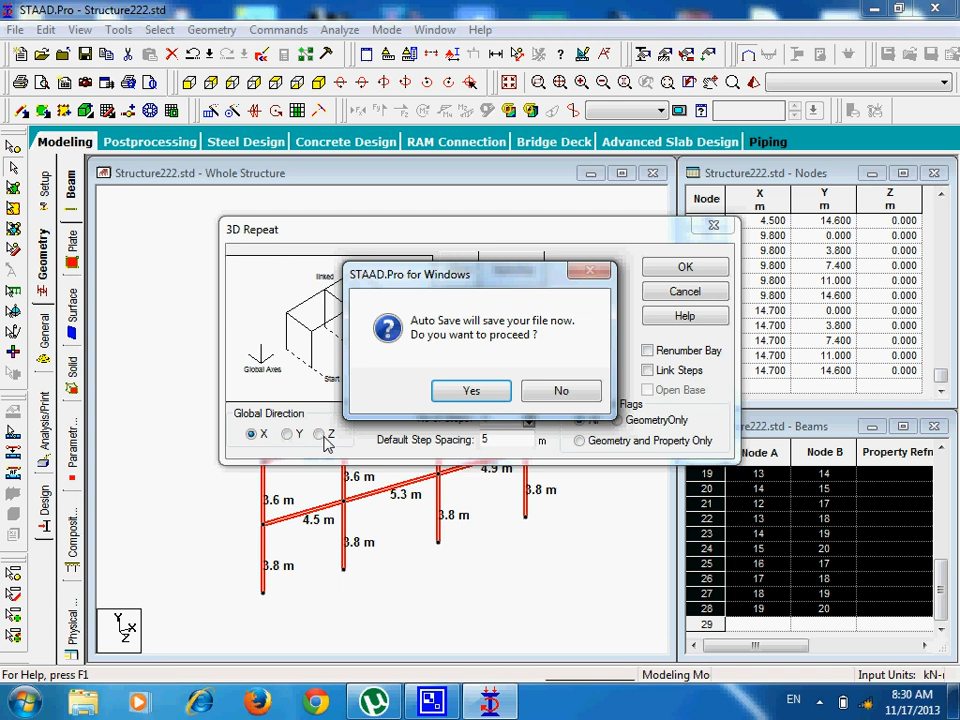 STAAD.Pro - Structure222.std
File Edit View Tools Select Geometry Commands Analyze Mode Window Help
Modeling Postprocessing Steel Design Concrete Design RAM Connection Bridge Deck Advanced Slab Design Piping
Setup
Geometry
General
Analysis/Print
Design
Beam
Plate
Surface
Solid
Parametr...
Composit...
Physical ...
Structure222.std - Whole Structure
3D Repeat
linked
Global Axes
Start
Global Direction
X Y Z
Default Step Spacing: 5 m
OK
Cancel
Help
Renumber Bay
Link Steps
Open Base
Flags
GeometryOnly
Geometry and Property Only
STAAD.Pro for Windows
Auto Save will save your file now.
Do you want to proceed ?
Yes No
3.6 m
3.6 m
5.3 m
4.9 m
3.8 m
4.5 m
3.8 m
3.8 m
3.8 m
Y
X
Z
Structure222.std - Nodes
Node X m Y m Z m
4.500 14.600 0.000
9.800 0.000 0.000
9.800 3.800 0.000
9.800 7.400 0.000
9.800 11.000 0.000
9.800 14.600 0.000
14.700 0.000 0.000
14.700 3.800 0.000
14.700 7.400 0.000
14.700 11.000 0.000
14.700 14.600 0.000
Structure222.std - Beams
Node A Node B Property Refn
19 13 14
20 14 15
21 12 17
22 13 18
23 14 19
24 15 20
25 16 17
26 17 18
27 18 19
28 19 20
29
For Help, press F1
Modeling Mo
Input Units: kN-
EN
8:30 AM
11/17/2013